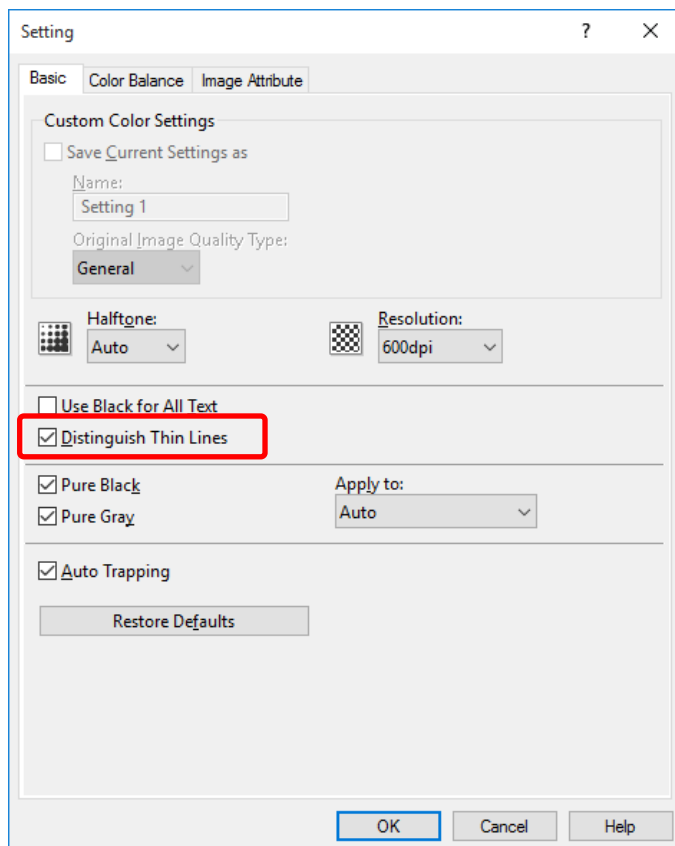 Setting
Basic Color Balance Image Attribute
Custom Color Settings
Save Current Settings as
Name:
Setting 1
Original Image Quality Type:
General
Halftone: Resolution:
Auto 600dpi
Use Black for All Text
Distinguish Thin Lines
Pure Black Apply to:
Pure Gray Auto
Auto Trapping
Restore Defaults
OK Cancel Help